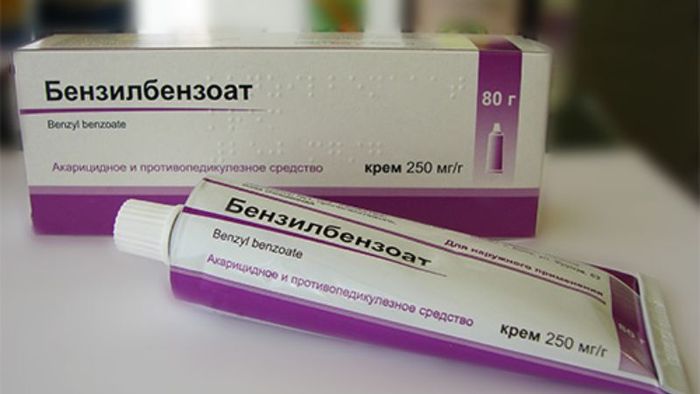 Бензилбензоат
80 г
Benzyl benzoate
Акарицидное и противопедикулезное средство
крем 250 мг/г
Бензилбензоат
Benzyl benzoate
Для наружного применения
Акарицидное и противопедикулезное средство
крем 250 мг/г
80 г